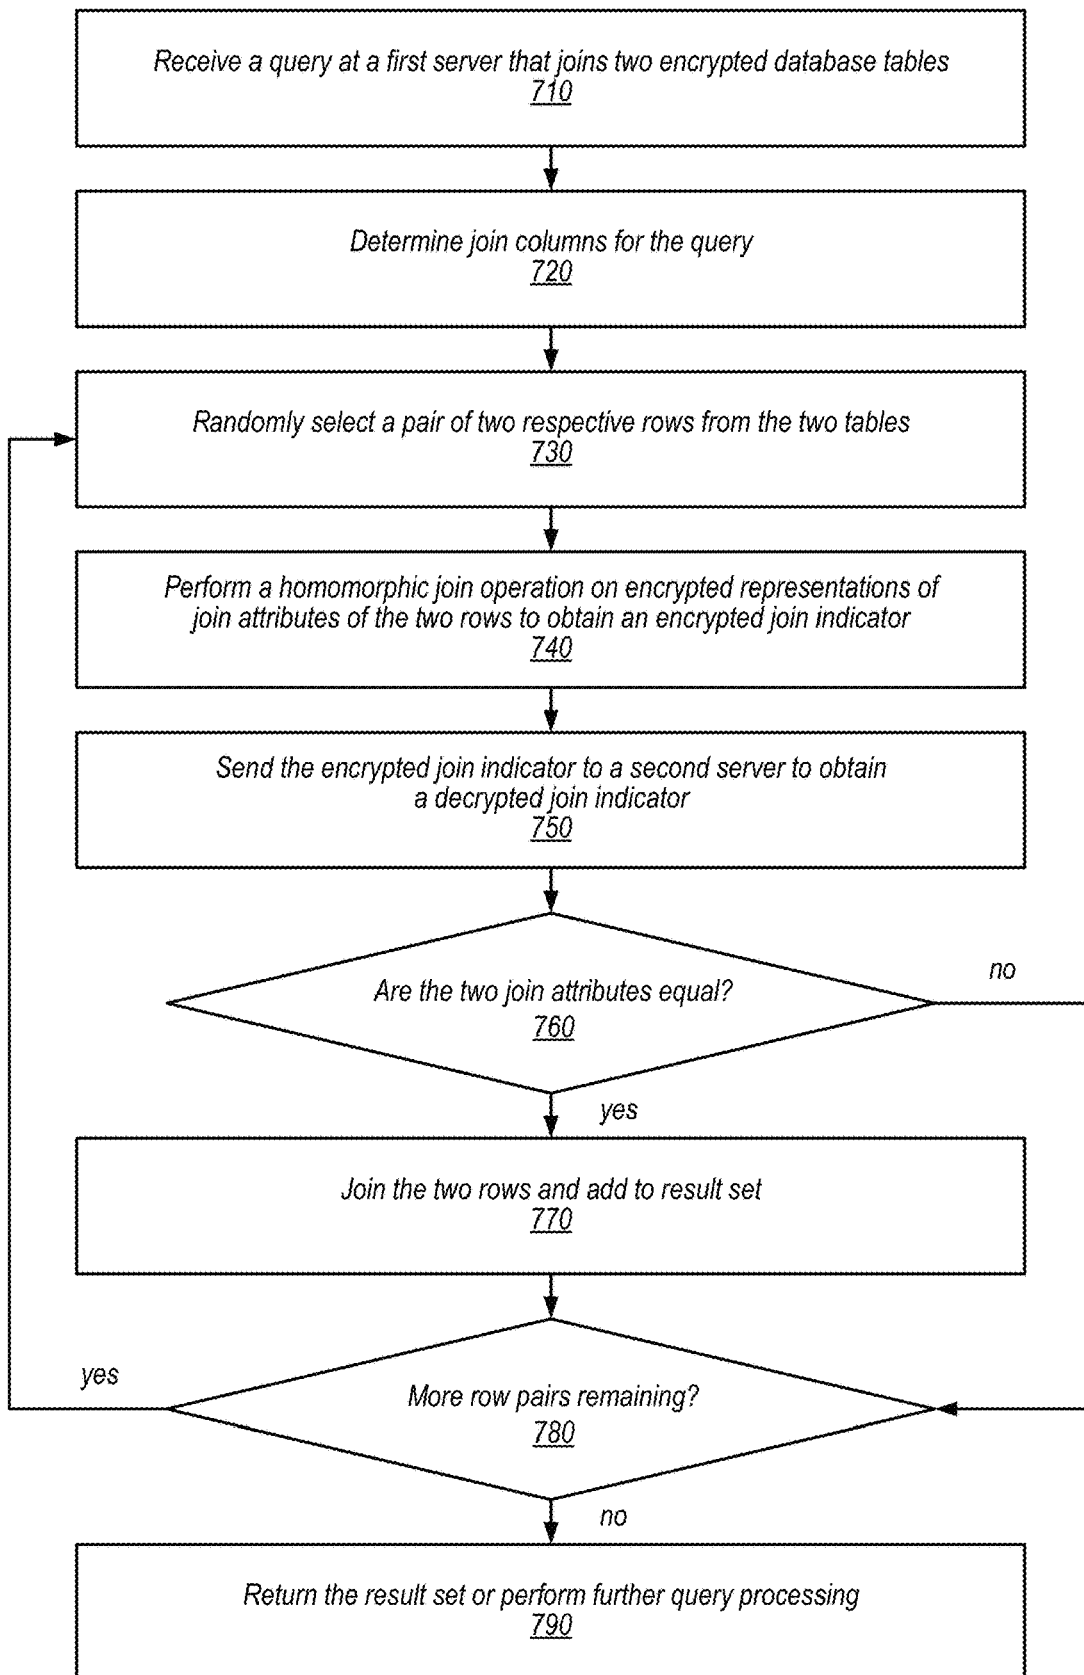 Receive a query at a first server that joins two encrypted database tables
710
Determine join columns for the query
720
Randomly select a pair of two respective rows from the two tables
730
Perform a homomorphic join operation on encrypted representations of
join attributes of the two rows to obtain an encrypted join indicator
740
Send the encrypted join indicator to a second server to obtain
a decrypted join indicator
750
no
Are the two join attributes equal?
760
yes
Join the two rows and add to result set
770
yes
More row pairs remaining?
780
no
Return the result set or perform further query processing
790